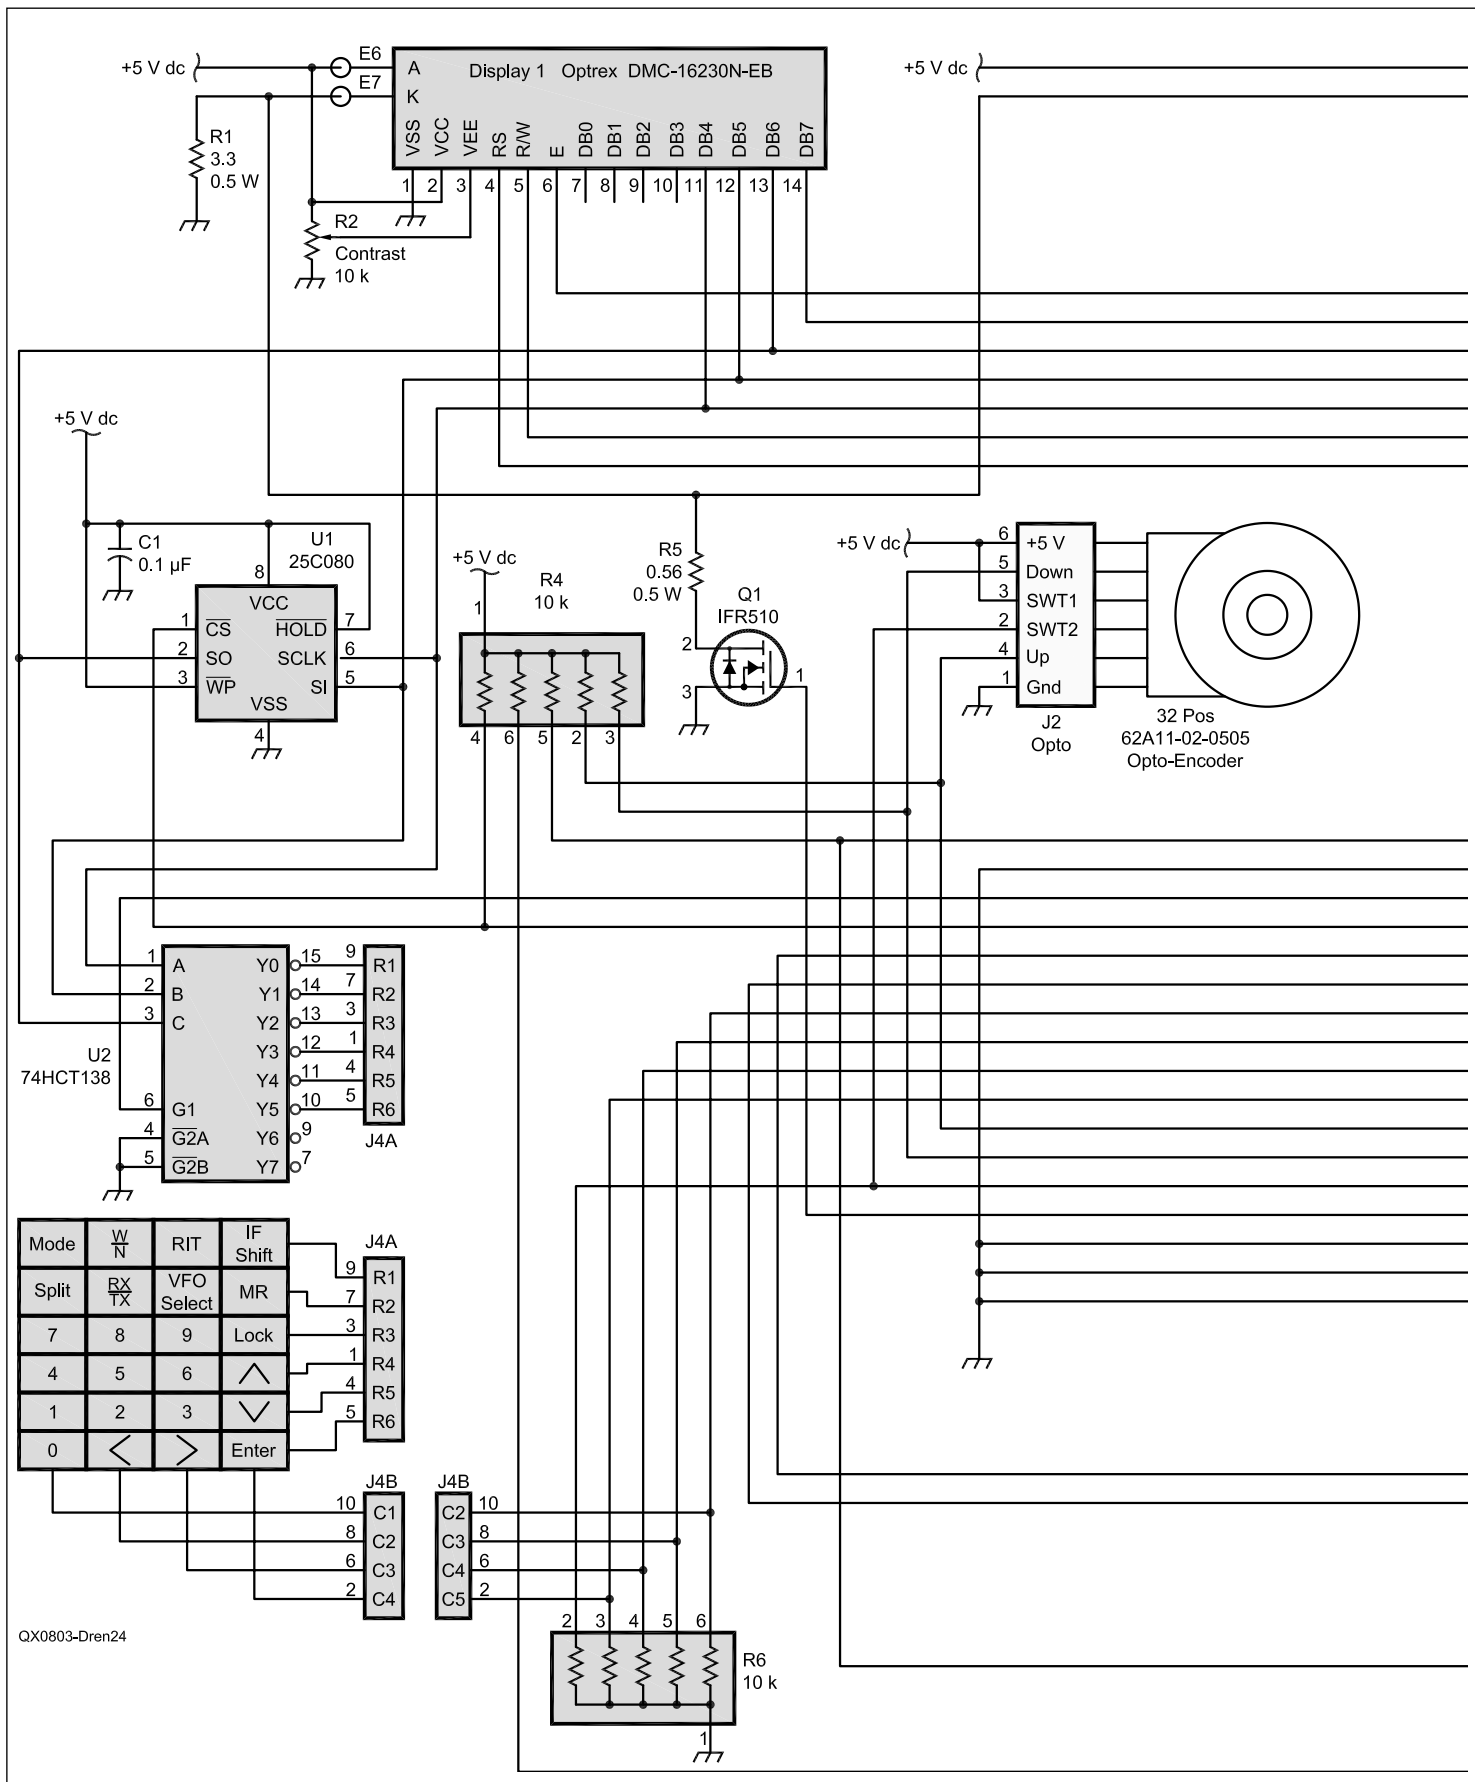 +5 V dc
E6
E7
A
K
Display 1 Optrex DMC-16230N-EB
VSS
VCC
VEE
RS
R/W
E
DB0
DB1
DB2
DB3
DB4
DB5
DB6
DB7
1
2
3
4
5
6
7
8
9
10
11
12
13
14
+5 V dc
R1
3.3
0.5 W
R2
Contrast
10 k
+5 V dc
C1
0.1 µF
U1
25C080
8
VCC
1
CS
HOLD
7
2
SO
SCLK
6
3
WP
SI
5
VSS
4
+5 V dc
R4
10 k
1
4
6
5
2
3
R5
0.56
0.5 W
Q1
IFR510
2
3
1
+5 V dc
6
+5 V
5
Down
3
SWT1
2
SWT2
4
Up
1
Gnd
J2
Opto
32 Pos
62A11-02-0505
Opto-Encoder
1
A
Y0
15
9
R1
2
B
Y1
14
7
R2
3
C
Y2
13
3
R3
Y3
12
1
R4
U2
74HCT138
Y4
11
4
R5
6
G1
Y5
10
5
R6
4
G2A
Y6
9
J4A
5
G2B
Y7
7
Mode
W
N
RIT
IF
Shift
Split
RX
TX
VFO
Select
MR
7
8
9
Lock
4
5
6
1
2
3
0
Enter
J4A
9
R1
7
R2
3
R3
1
R4
4
R5
5
R6
J4B
10
C1
8
C2
6
C3
2
C4
J4B
C2
10
C3
8
C4
6
C5
2
2
3
4
5
6
R6
10 k
1
QX0803-Dren24